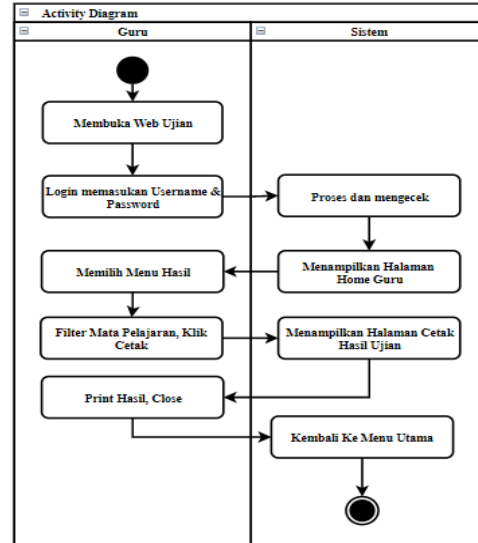 Activity Diagram
Guru
Sistem
Membuka Web Ujian
Login memasukan Username &
Password
Proses dan mengecek
Menampilkan Halaman
Home Guru
Memilih Menu Hasil
Filter Mata Pelajaran, Klik
Cetak
Menampilkan Halaman Cetak
Hasil Ujian
Print Hasil, Close
Kembali Ke Menu Utama